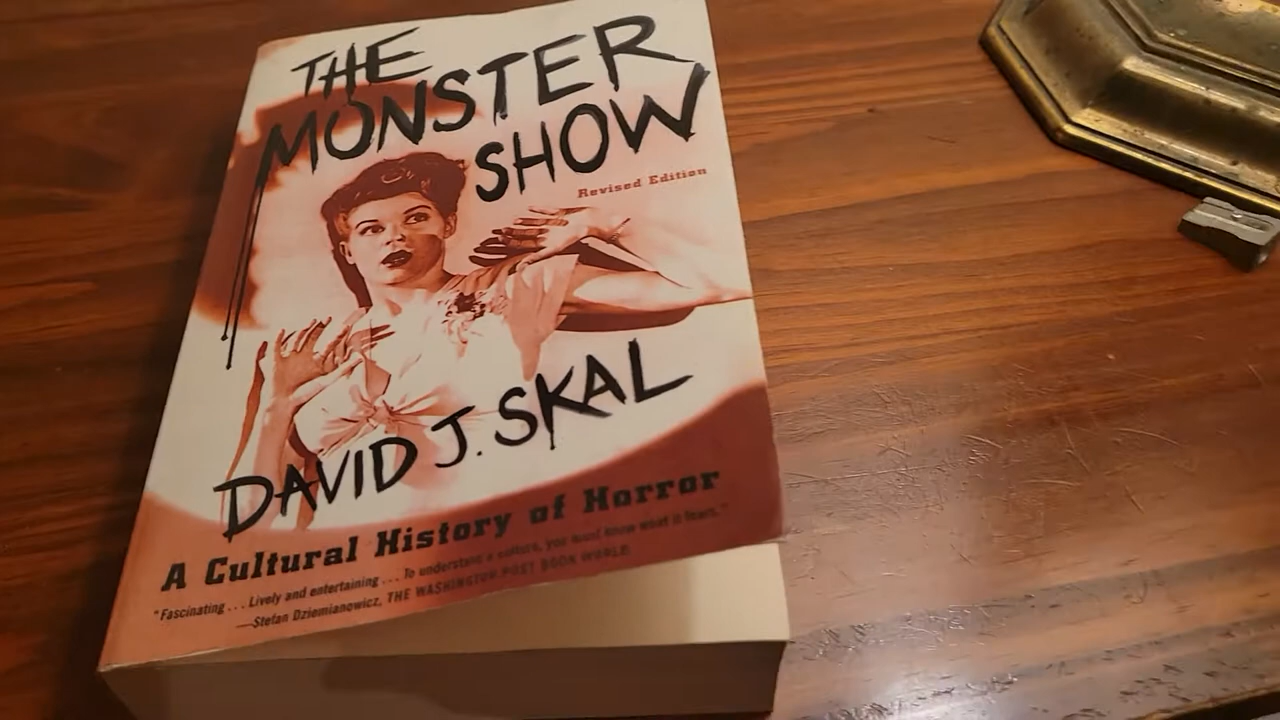 THE
MONSTER
SHOW
Revised Edition
DAVID J. SKAL
A Cultural History of Horror
"Fascinating . . . Lively and entertaining . . . To understand a culture, you must know what it fears."
—Stefan Dziemianowicz, THE WASHINGTON POST BOOK WORLD